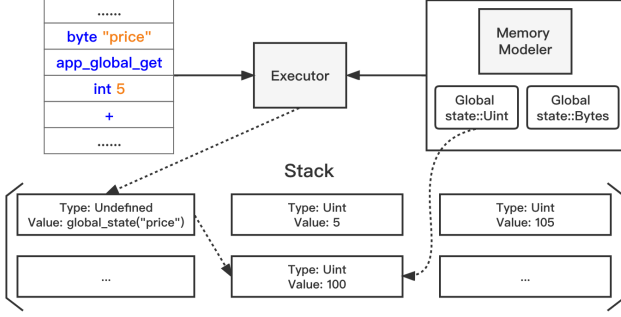 ......
byte "price"
app_global_get
int 5
+
......
Executor
Memory
Modeler
Global
state::Uint
Global
state::Bytes
Stack
Type: Undefined
Value: global_state("price")
Type: Uint
Value: 5
Type: Uint
Value: 105
...
Type: Uint
Value: 100
...